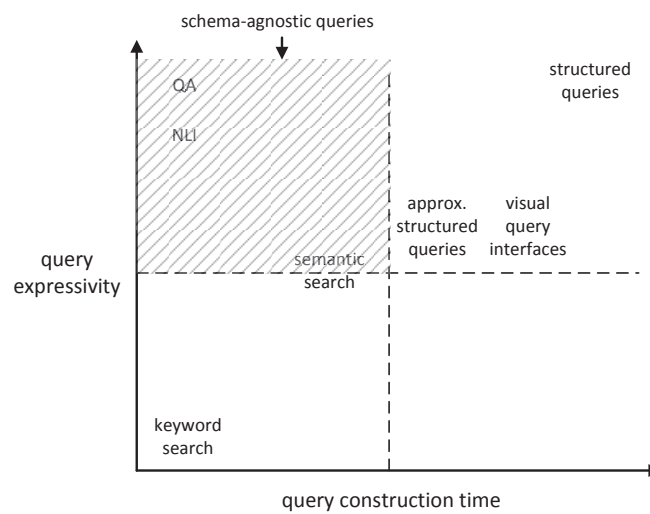 schema-agnostic queries
QA
NLI
structured
queries
approx.
structured
queries
visual
query
interfaces
query
expressivity
semantic
search
keyword
search
query construction time